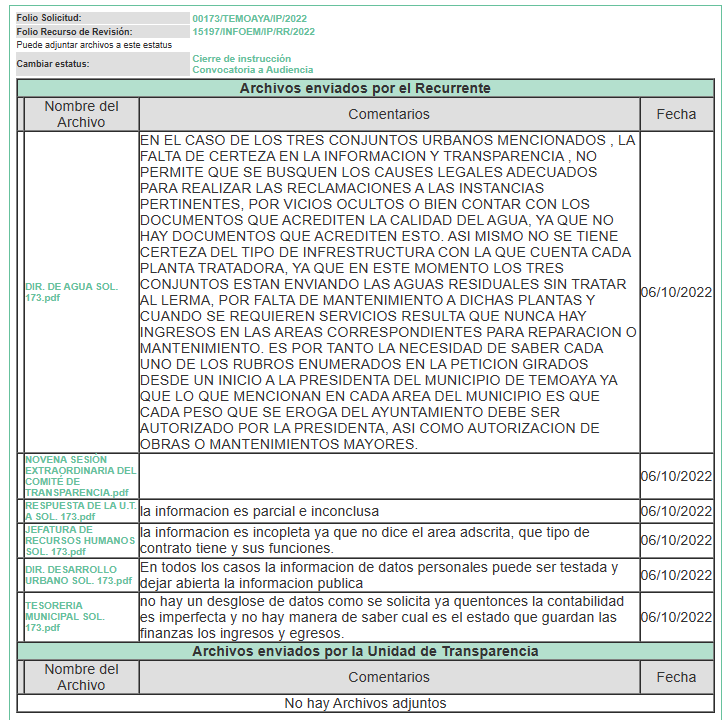 Folio Solicitud: 00173/TEMOAYA/IP/2022
Folio Recurso de Revisión: 15197/INFOEM/IP/RR/2022
Puede adjuntar archivos a este estatus
Cambiar estatus: Cierre de instrucción
Convocatoria a Audiencia
Archivos enviados por el Recurrente
Nombre del Archivo Comentarios Fecha
DIR. DE AGUA SOL.
173.pdf
EN EL CASO DE LOS TRES CONJUNTOS URBANOS MENCIONADOS , LA
FALTA DE CERTEZA EN LA INFORMACION Y TRANSPARENCIA , NO
PERMITE QUE SE BUSQUEN LOS CAUSES LEGALES ADECUADOS
PARA REALIZAR LAS RECLAMACIONES A LAS INSTANCIAS
PERTINENTES, POR VICIOS OCULTOS O BIEN CONTAR CON LOS
DOCUMENTOS QUE ACREDITEN LA CALIDAD DEL AGUA, YA QUE NO
HAY DOCUMENTOS QUE ACREDITEN ESTO. ASI MISMO NO SE TIENE
CERTEZA DEL TIPO DE INFRESTRUCTURA CON LA QUE CUENTA CADA
PLANTA TRATADORA, YA QUE EN ESTE MOMENTO LOS TRES
CONJUNTOS ESTAN ENVIANDO LAS AGUAS RESIDUALES SIN TRATAR
AL LERMA, POR FALTA DE MANTENIMIENTO A DICHAS PLANTAS Y
CUANDO SE REQUIEREN SERVICIOS RESULTA QUE NUNCA HAY
INGRESOS EN LAS AREAS CORRESPONDIENTES PARA REPARACION O
MANTENIMIENTO. ES POR TANTO LA NECESIDAD DE SABER CADA
UNO DE LOS RUBROS ENUMERADOS EN LA PETICION GIRADOS
DESDE UN INICIO A LA PRESIDENTA DEL MUNICIPIO DE TEMOAYA YA
QUE LO QUE MENCIONAN EN CADA AREA DEL MUNICIPIO ES QUE
CADA PESO QUE SE EROGA DEL AYUNTAMIENTO DEBE SER
AUTORIZADO POR LA PRESIDENTA, ASI COMO AUTORIZACION DE
OBRAS O MANTENIMIENTOS MAYORES.
06/10/2022
NOVENA SESIÓN
EXTRAORDINARIA DEL
COMITÉ DE
TRANSPARENCIA.pdf
06/10/2022
RESPUESTA DE LA U.T.
A SOL. 173.pdf
la informacion es parcial e inconclusa
06/10/2022
JEFATURA DE
RECURSOS HUMANOS
SOL. 173.pdf
la informacion es incopleta ya que no dice el area adscrita, que tipo de
contrato tiene y sus funciones.
06/10/2022
DIR. DESARROLLO
URBANO SOL. 173.pdf
En todos los casos la informacion de datos personales puede ser testada y
dejar abierta la informacion publica
06/10/2022
TESORERIA
MUNICIPAL SOL.
173.pdf
no hay un desglose de datos como se solicita ya quentonces la contabilidad
es imperfecta y no hay manera de saber cual es el estado que guardan las
finanzas los ingresos y egresos.
06/10/2022
Archivos enviados por la Unidad de Transparencia
Nombre del Archivo Comentarios Fecha
No hay Archivos adjuntos